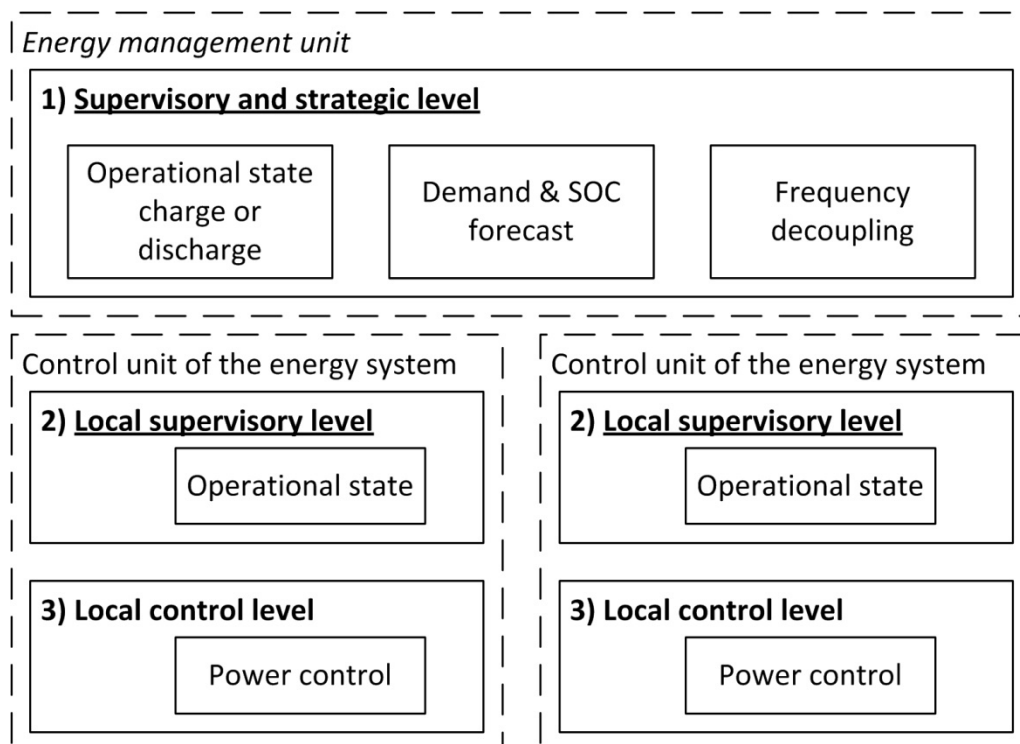 Energy management unit
1) Supervisory and strategic level
Operational state
charge or
discharge
Demand & SOC
forecast
Frequency
decoupling
Control unit of the energy system
2) Local supervisory level
Operational state
3) Local control level
Power control
Control unit of the energy system
2) Local supervisory level
Operational state
3) Local control level
Power control